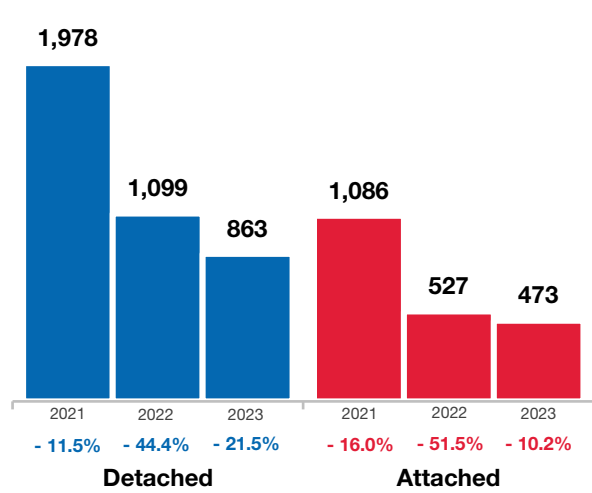 1,978
1,099
863
1,086
527
473
2021 2022 2023 2021 2022 2023
- 11.5% - 44.4% - 21.5% - 16.0% - 51.5% - 10.2%
Detached Attached